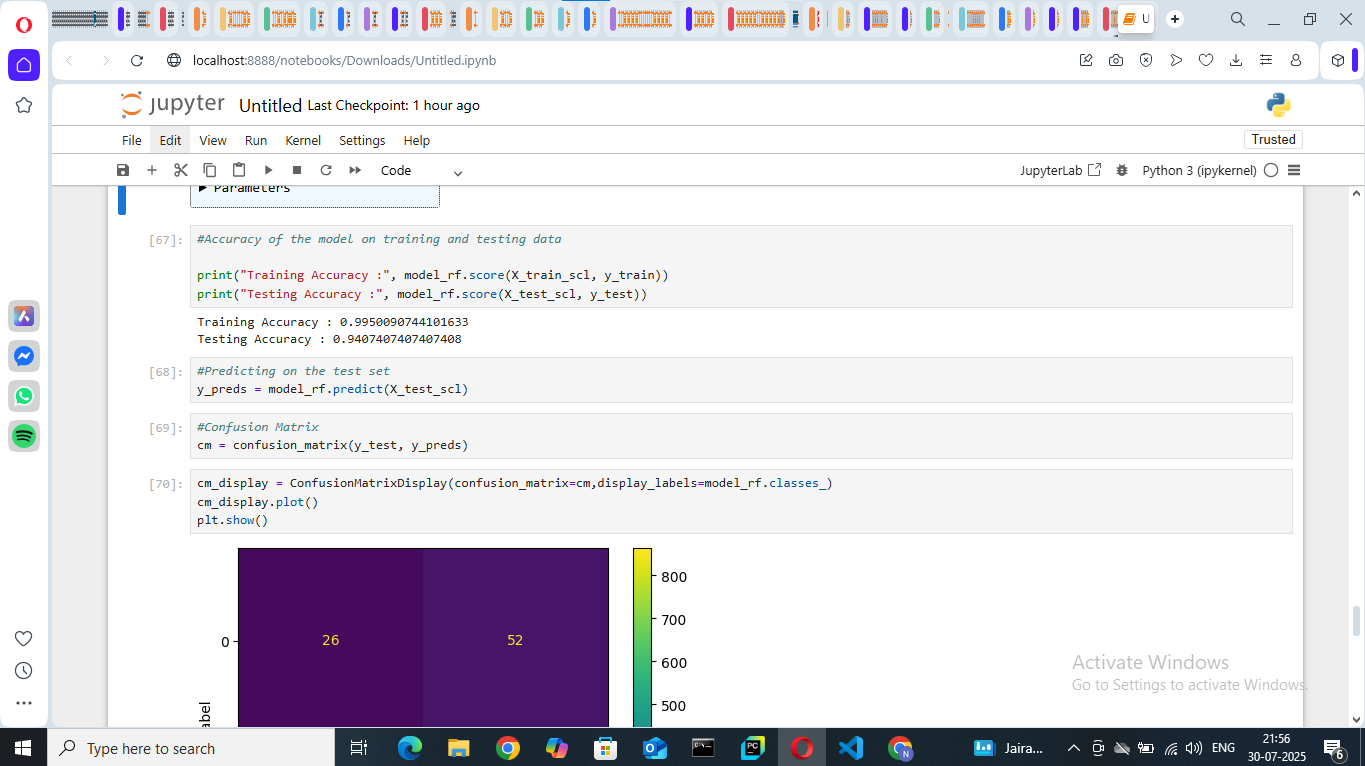 U
localhost:8888/notebooks/Downloads/Untitled.ipynb
jupyter Untitled Last Checkpoint: 1 hour ago
File Edit View Run Kernel Settings Help
Trusted
Code
JupyterLab
Python 3 (ipykernel)
Parameters
[67]:
#Accuracy of the model on training and testing data
print("Training Accuracy :", model_rf.score(X_train_scl, y_train))
print("Testing Accuracy :", model_rf.score(X_test_scl, y_test))
Training Accuracy : 0.9950090744101633
Testing Accuracy : 0.9407407407407408
[68]:
#Predicting on the test set
y_preds = model_rf.predict(X_test_scl)
[69]:
#Confusion Matrix
cm = confusion_matrix(y_test, y_preds)
[70]:
cm_display = ConfusionMatrixDisplay(confusion_matrix=cm,display_labels=model_rf.classes_)
cm_display.plot()
plt.show()
0
26
52
800
700
600
500
abel
Activate Windows
Go to Settings to activate Windows.
Type here to search
PC
N
Jaira...
ENG
21:56
30-07-2025
6